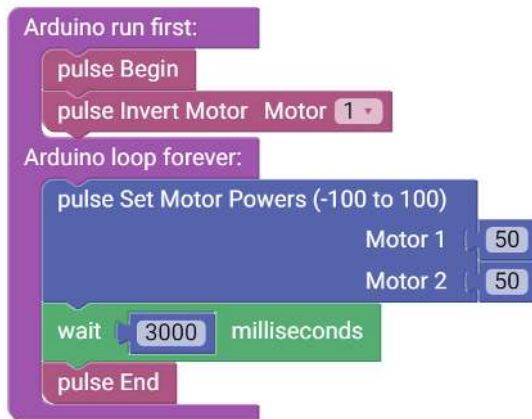 Arduino run first:
pulse Begin
pulse Invert Motor Motor 1
Arduino loop forever:
pulse Set Motor Powers (-100 to 100)
Motor 1 50
Motor 2 50
wait 3000 milliseconds
pulse End